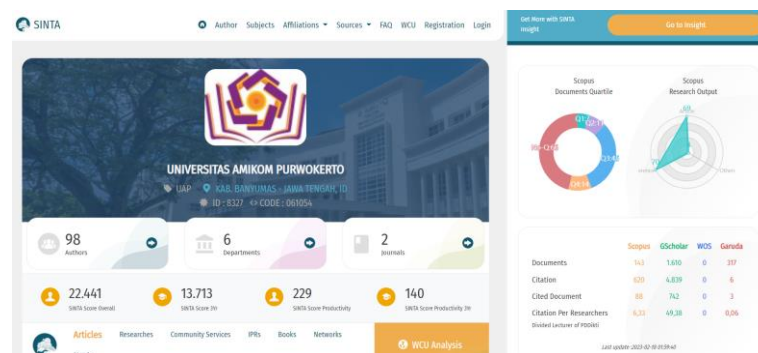 SINTA
Author Subjects Affiliations Sources FAQ WCU Registration Login
UNIVERSITAS AMIKOM PURWOKERTO
UAP KAB. BANYUMAS - JAWA TENGAH, ID
ID : 8327 CODE : 061054
98
Authors
6
Departments
2
Journals
22.441
SINTA Score Overall
13.713
SINTA Score 3Yr
229
SINTA Score Productivity
140
SINTA Score Productivity 3Yr
Articles Researches Community Services IPRs Books Networks
WCU Analysis
Get More with SINTA
Insight
Go to Insight
Scopus
Documents Quartile
Scopus
Research Output
Scopus GScholar WOS Garuda
Documents 143 1.610 0 317
Citation 620 4.839 0 6
Cited Document 88 742 0 3
Citation Per Researchers 6,33 49,38 0 0,06
Divided Lecturer of PDDikti
Last update